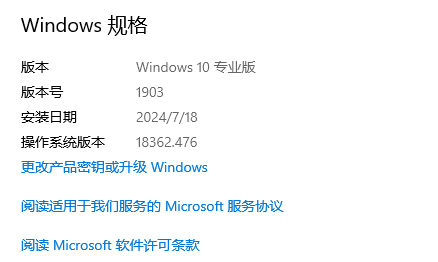 Windows 规格
版本 Windows 10 专业版
版本号 1903
安装日期 2024/7/18
操作系统版本 18362.476
更改产品密钥或升级 Windows
阅读适用于我们服务的 Microsoft 服务协议
阅读 Microsoft 软件许可条款